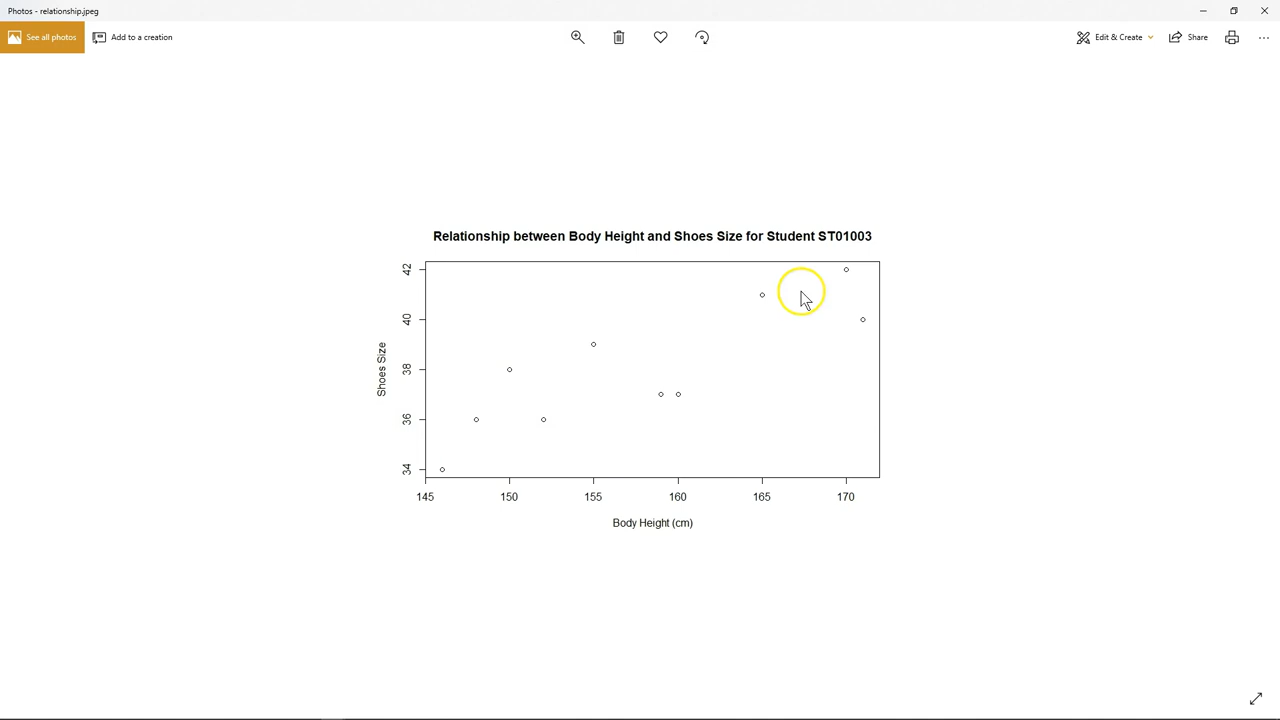 Photos - relationship.jpeg
See all photos
Add to a creation
Edit & Create
Share
Relationship between Body Height and Shoes Size for Student ST01003
Shoes Size
42
40
38
36
34
145 150 155 160 165 170
Body Height (cm)